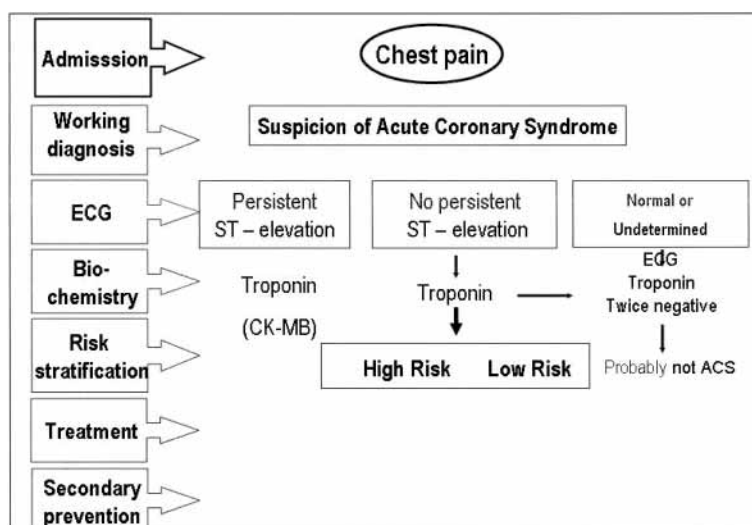 Admisssion
Chest pain
Working
diagnosis
Suspicion of Acute Coronary Syndrome
ECG
Persistent
ST – elevation
No persistent
ST – elevation
Normal or
Undetermined
ECG
Bio-
chemistry
Troponin
(CK-MB)
Troponin
Troponin
Twice negative
Risk
stratification
High Risk Low Risk
Probably not ACS
Treatment
Secondary
prevention